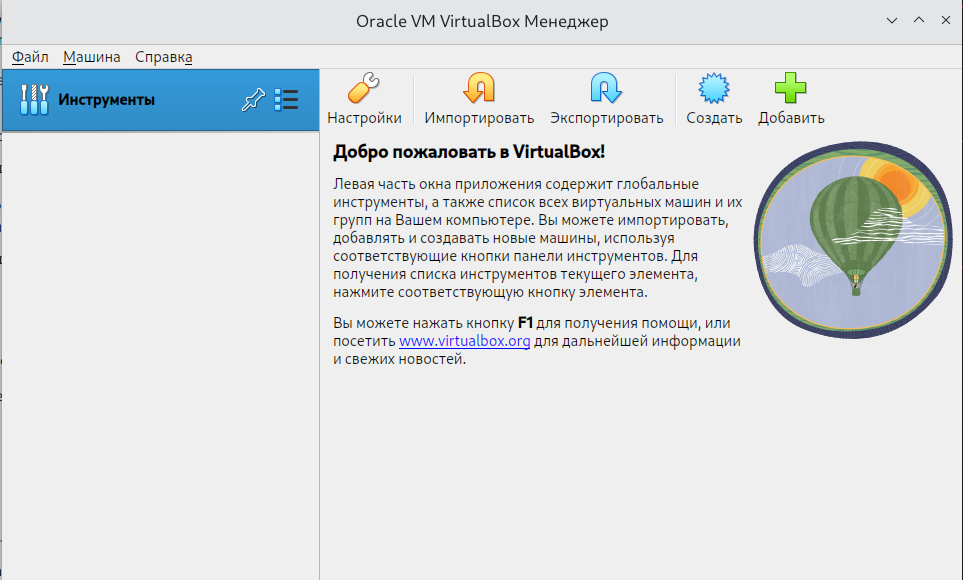 Oracle VM VirtualBox Менеджер
Файл Машина Справка
Инструменты
Настройки Импортировать Экспортировать Создать Добавить
Добро пожаловать в VirtualBox!
Левая часть окна приложения содержит глобальные
инструменты, а также список всех виртуальных машин и их
групп на Вашем компьютере. Вы можете импортировать,
добавлять и создавать новые машины, используя
соответствующие кнопки панели инструментов. Для
получения списка инструментов текущего элемента,
нажмите соответствующую кнопку элемента.
Вы можете нажать кнопку F1 для получения помощи, или
посетить www.virtualbox.org для дальнейшей информации
и свежих новостей.